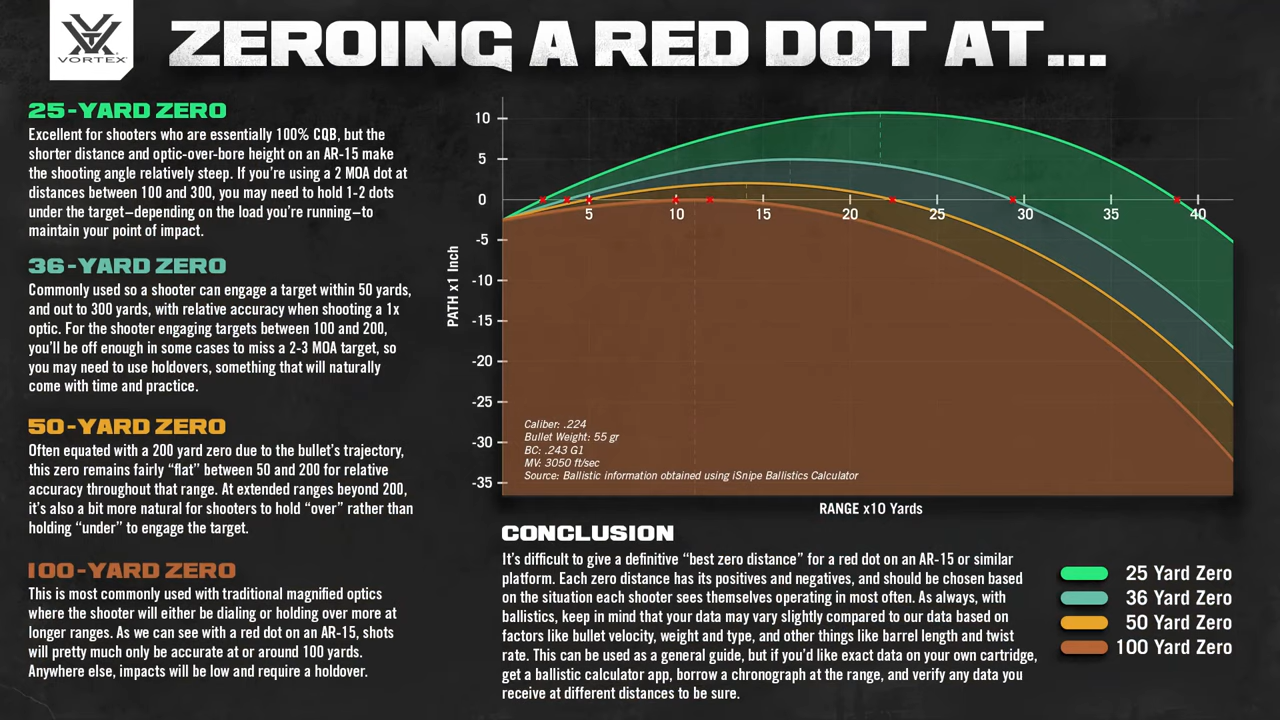 VORTEX
ZEROING A RED DOT AT...
25-YARD ZERO
Excellent for shooters who are essentially 100% CQB, but the
shorter distance and optic-over-bore height on an AR-15 make
the shooting angle relatively steep. If you're using a 2 MOA dot at
distances between 100 and 300, you may need to hold 1-2 dots
under the target–depending on the load you're running–to
maintain your point of impact.
36-YARD ZERO
Commonly used so a shooter can engage a target within 50 yards,
and out to 300 yards, with relative accuracy when shooting a 1x
optic. For the shooter engaging targets between 100 and 200,
you'll be off enough in some cases to miss a 2-3 MOA target, so
you may need to use holdovers, something that will naturally
come with time and practice.
50-YARD ZERO
Often equated with a 200 yard zero due to the bullet's trajectory,
this zero remains fairly “flat” between 50 and 200 for relative
accuracy throughout that range. At extended ranges beyond 200,
it's also a bit more natural for shooters to hold “over” rather than
holding “under” to engage the target.
100-YARD ZERO
This is most commonly used with traditional magnified optics
where the shooter will either be dialing or holding over more at
longer ranges. As we can see with a red dot on an AR-15, shots
will pretty much only be accurate at or around 100 yards.
Anywhere else, impacts will be low and require a holdover.
PATH x1 Inch
10
5
0
-5
-10
-15
-20
-25
-30
-35
5 10 15 20 25 30 35 40
Caliber: .224
Bullet Weight: 55 gr
BC: .243 G1
MV: 3050 ft/sec
Source: Ballistic information obtained using iSnipe Ballistics Calculator
RANGE x10 Yards
CONCLUSION
It's difficult to give a definitive “best zero distance” for a red dot on an AR-15 or similar
platform. Each zero distance has its positives and negatives, and should be chosen based
on the situation each shooter sees themselves operating in most often. As always, with
ballistics, keep in mind that your data may vary slightly compared to our data based on
factors like bullet velocity, weight and type, and other things like barrel length and twist
rate. This can be used as a general guide, but if you'd like exact data on your own cartridge,
get a ballistic calculator app, borrow a chronograph at the range, and verify any data you
receive at different distances to be sure.
25 Yard Zero
36 Yard Zero
50 Yard Zero
100 Yard Zero